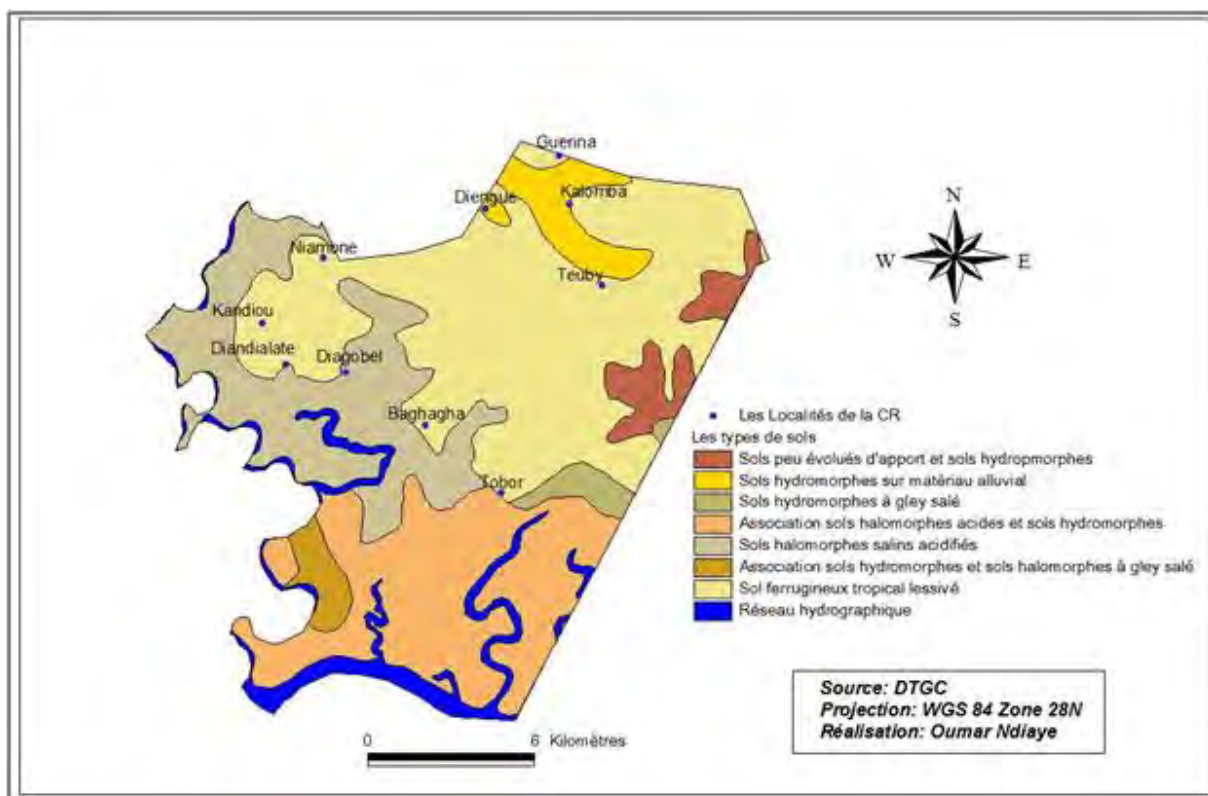 Guerina
Diengue
Kalomba
Niamone
Teuby
Kandiou
Diandialate
Diagobel
Baghagha
Tobor
N
W
E
S
Les Localités de la CR
Les types de sols
Sols peu évolués d'apport et sols hydropmorphes
Sols hydromorphes sur matériau alluvial
Sols hydromorphes à gley salé
Association sols halomorphes acides et sols hydromorphes
Sols halomorphes salins acidifiés
Association sols hydromorphes et sols halomorphes à gley salé
Sol ferrugineux tropical lessivé
Réseau hydrographique
Source: DTGC
Projection: WGS 84 Zone 28N
Réalisation: Oumar Ndiaye
0 6 Kilomètres